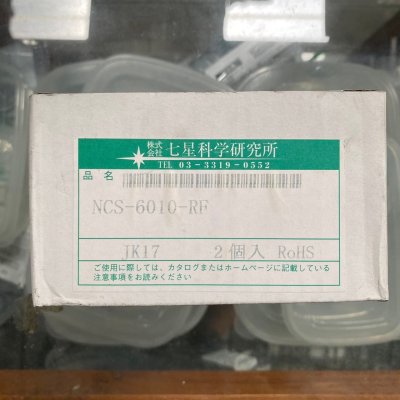 株式会社 七星科学研究所
TEL 03-3319-0552
品名
NCS-6010-RF
JK17 2個入 RoHS
ご使用に際しては、カタログまたはホームページに記載している
注意事項をお読みください